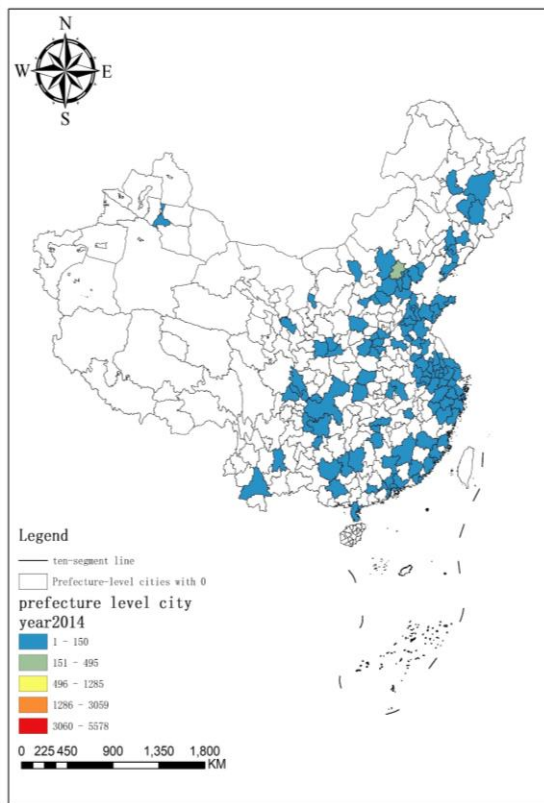 N
W E
S
Legend
ten-segment line
Prefecture-level cities with 0
prefecture level city
year2014
1 - 150
151 - 495
496 - 1285
1286 - 3059
3060 - 5578
0 225 450 900 1,350 1,800
KM